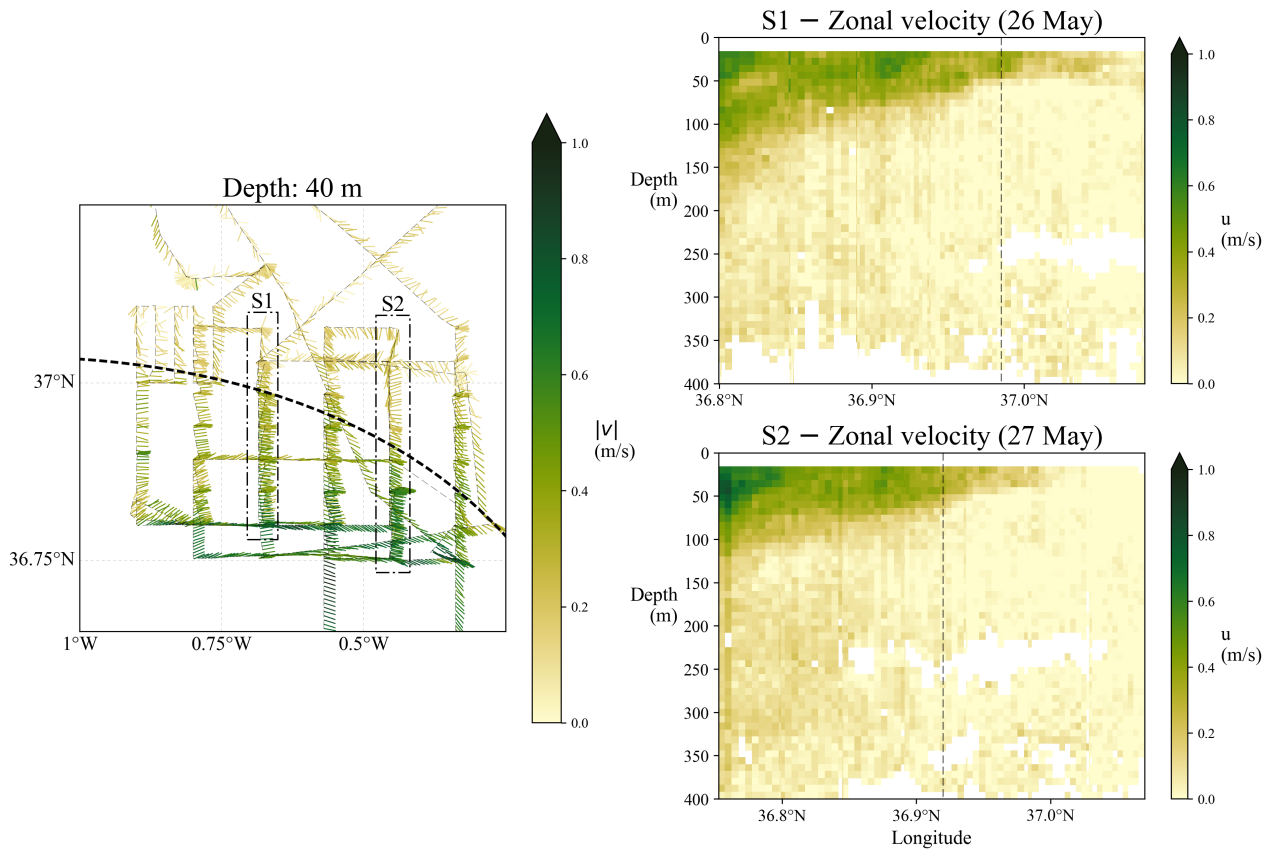 Depth: 40 m
S1
S2
37°N
36.75°N
1°W
0.75°W
0.5°W
1.0
0.8
0.6
0.4
0.2
0.0
|v|
(m/s)
S1 − Zonal velocity (26 May)
0
50
100
150
200
250
300
350
400
Depth
(m)
36.8°N
36.9°N
37.0°N
1.0
0.8
0.6
0.4
0.2
0.0
u
(m/s)
S2 − Zonal velocity (27 May)
0
50
100
150
200
250
300
350
400
Depth
(m)
36.8°N
36.9°N
37.0°N
Longitude
1.0
0.8
0.6
0.4
0.2
0.0
u
(m/s)